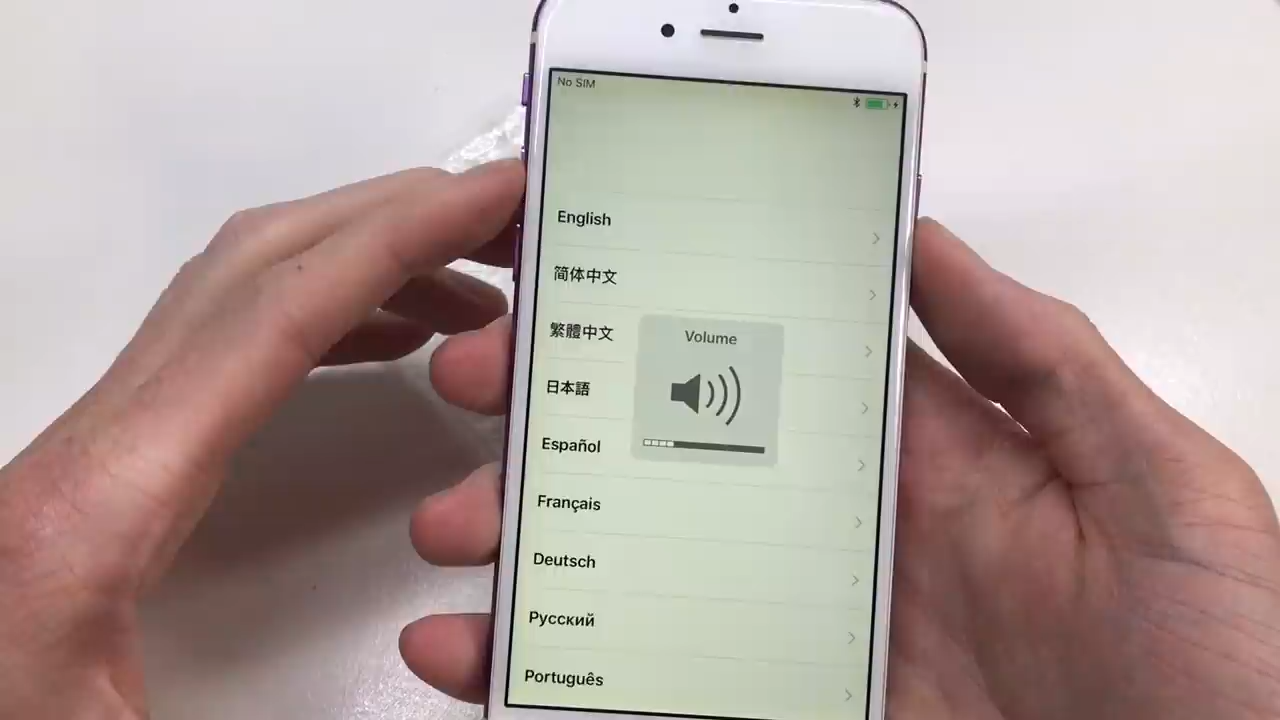 No SIM
English
简体中文
繁體中文
Volume
日本語
Español
Français
Deutsch
Русский
Português